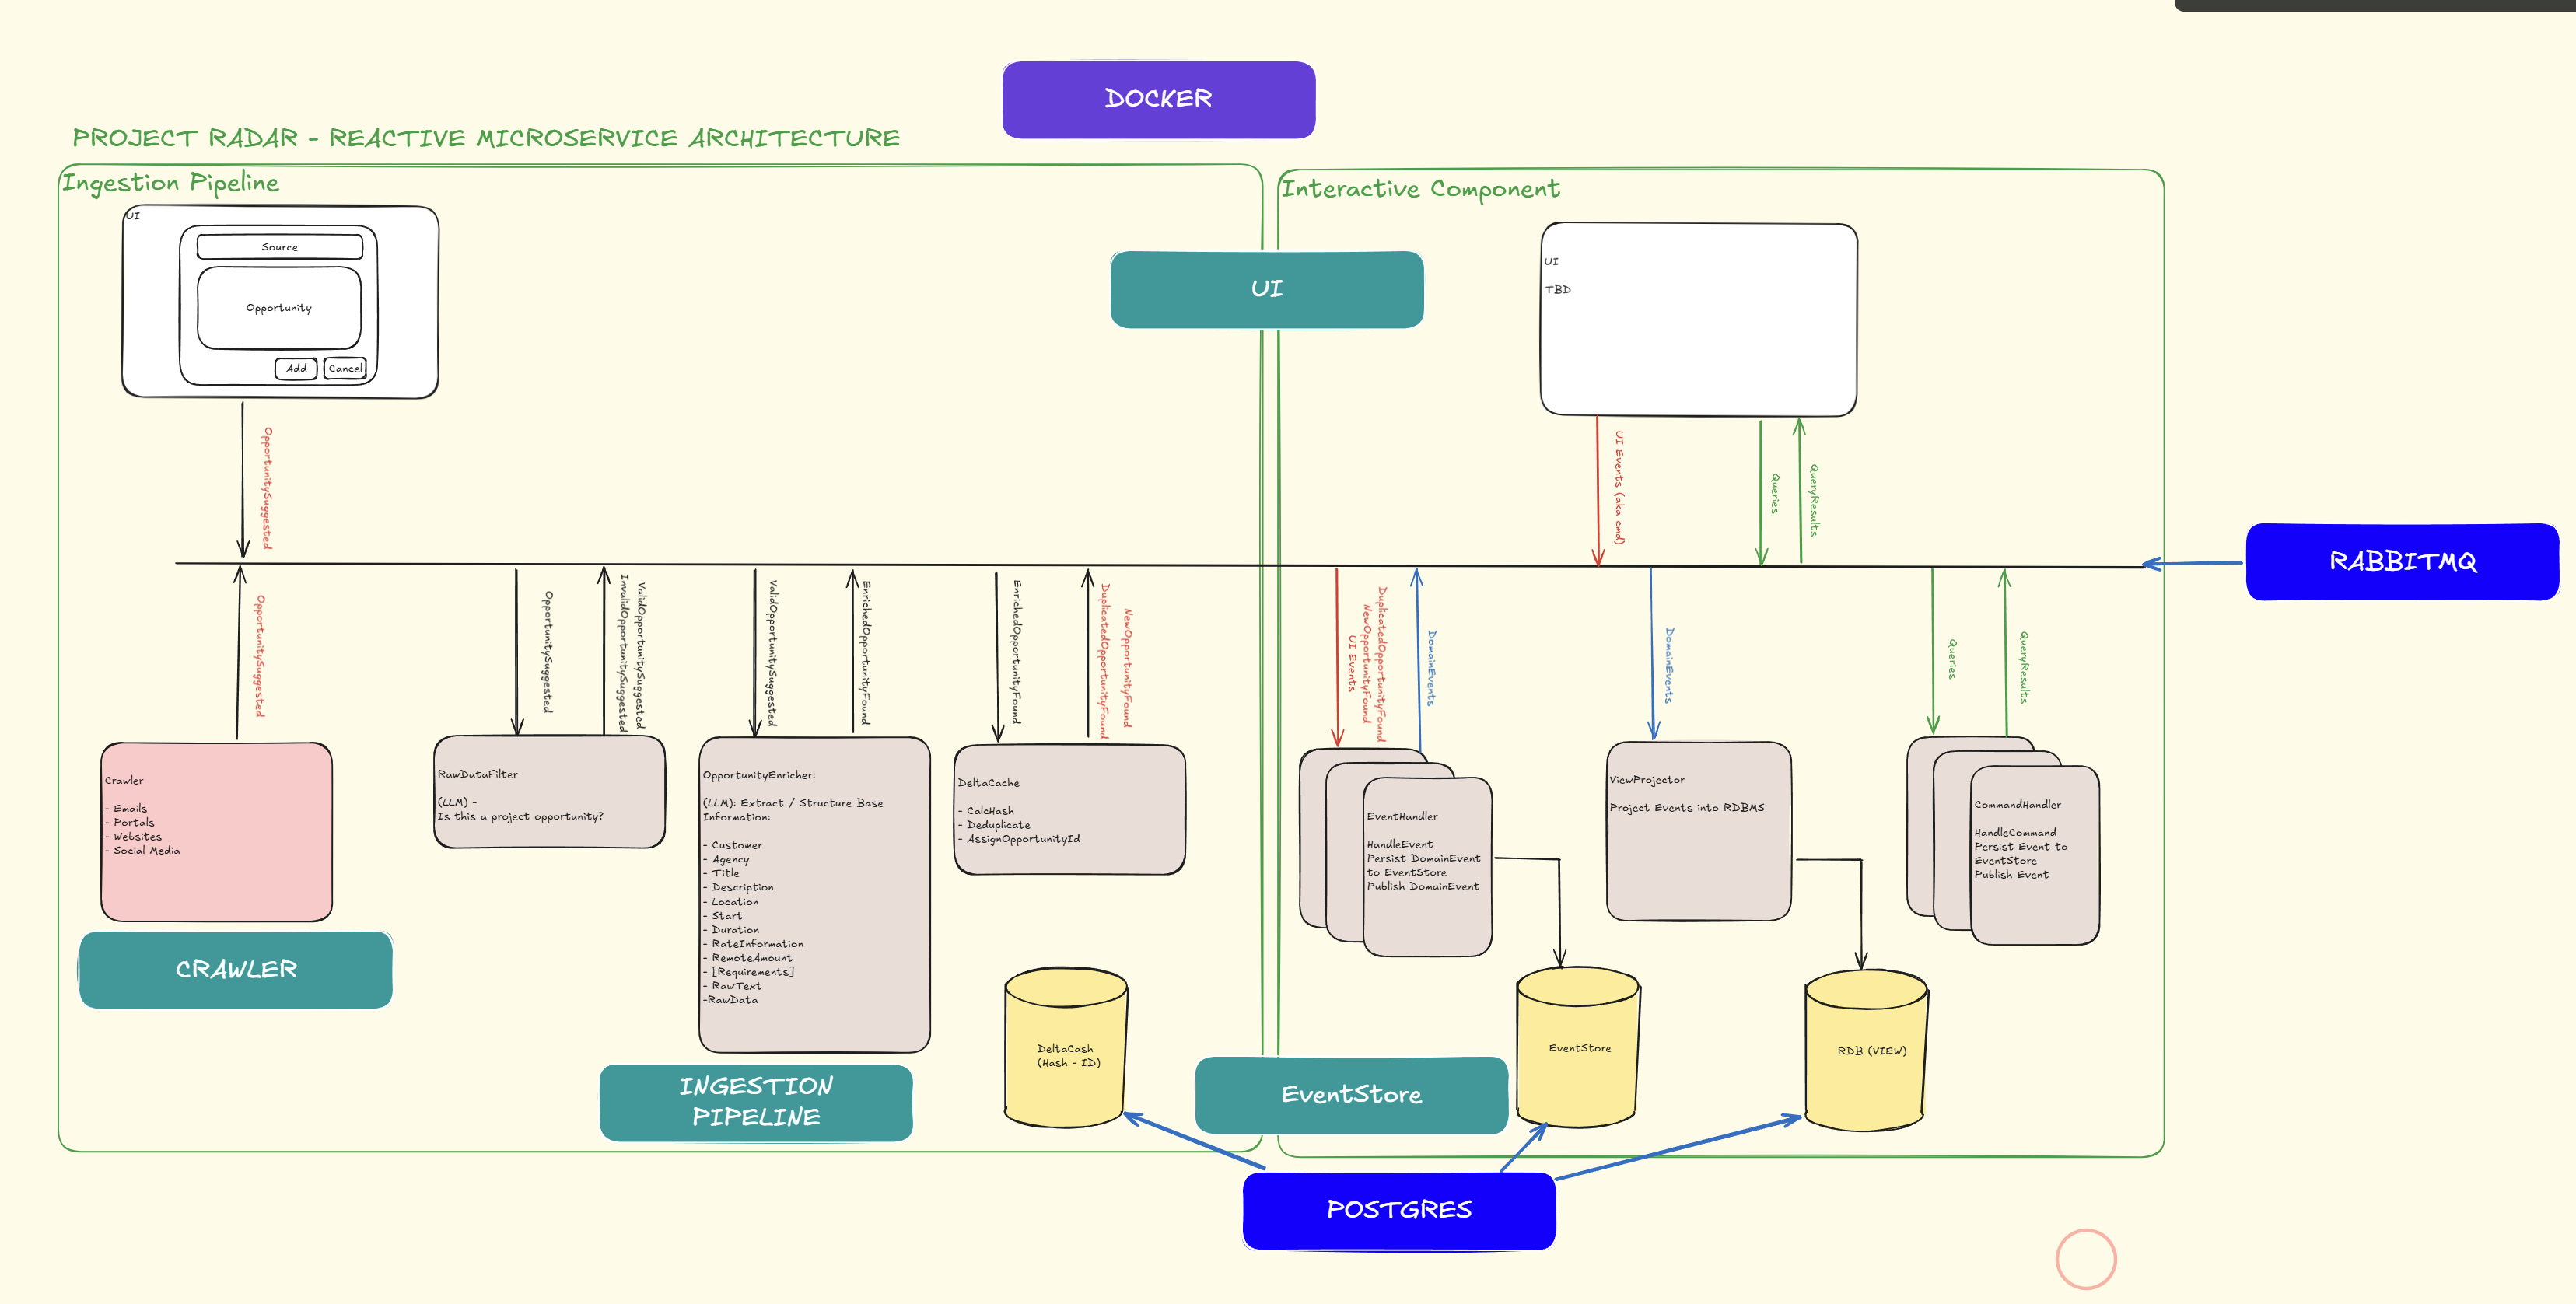 DOCKER
PROJECT RADAR - REACTIVE MICROSERVICE ARCHITECTURE
Ingestion Pipeline
UI
Source
Opportunity
Add
Cancel
OpportunitySuggested
Interactive Component
UI
UI
TBD
UI Events (aka cmd)
Queries
QueryResults
RABBITMQ
OpportunitySuggested
OpportunitySuggested
ValidOpportunitySuggested
InvalidOpportunitySuggested
ValidOpportunitySuggested
EnrichedOpportunityFound
EnrichedOpportunityFound
NewOpportunityFound
DuplicatedOpportunityFound
DuplicatedOpportunityFound
NewOpportunityFound
UI Events
DomainEvents
DomainEvents
Queries
QueryResults
Crawler
- Emails
- Portals
- Websites
- Social Media
CRAWLER
RawDataFilter
(LLM) -
Is this a project opportunity?
OpportunityEnricher:
(LLM): Extract / Structure Base
Information:
- Customer
- Agency
- Title
- Description
- Location
- Start
- Duration
- RateInformation
- RemoteAmount
- [Requirements]
- RawText
-RawData
INGESTION
PIPELINE
DeltaCache
- CalcHash
- Deduplicate
- AssignOpportunityId
DeltaCash
(Hash - ID)
EventHandler
HandleEvent
Persist DomainEvent
to EventStore
Publish DomainEvent
EventStore
EventStore
ViewProjector
Project Events into RDBMS
RDB (VIEW)
CommandHandler
HandleCommand
Persist Event to
EventStore
Publish Event
POSTGRES